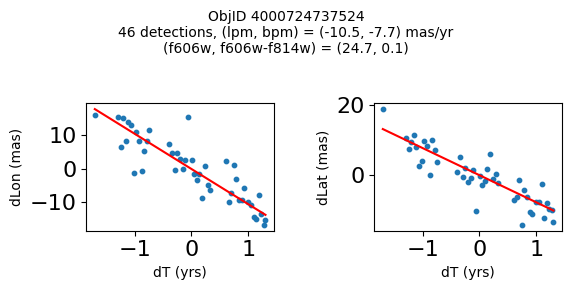 ObjID 4000724737524
46 detections, (lpm, bpm) = (-10.5, -7.7) mas/yr
(f606w, f606w-f814w) = (24.7, 0.1)
dLon (mas)
10
0
−10
−1
0
1
dT (yrs)
dLat (mas)
20
0
−1
0
1
dT (yrs)